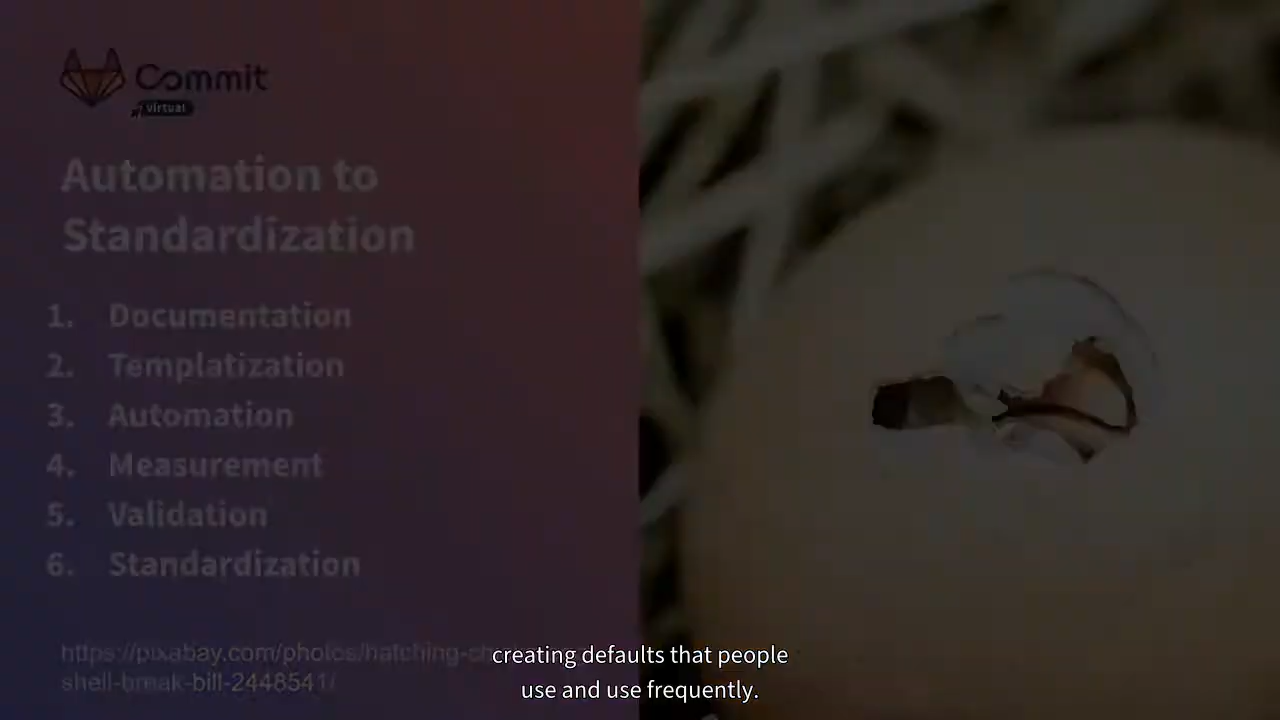 Commit
virtual
Automation to
Standardization
1. Documentation
2. Templatization
3. Automation
4. Measurement
5. Validation
6. Standardization
https://pixabay.com/photos/hatching-ch
shell-break-bill-2448541/
creating defaults that people
use and use frequently.